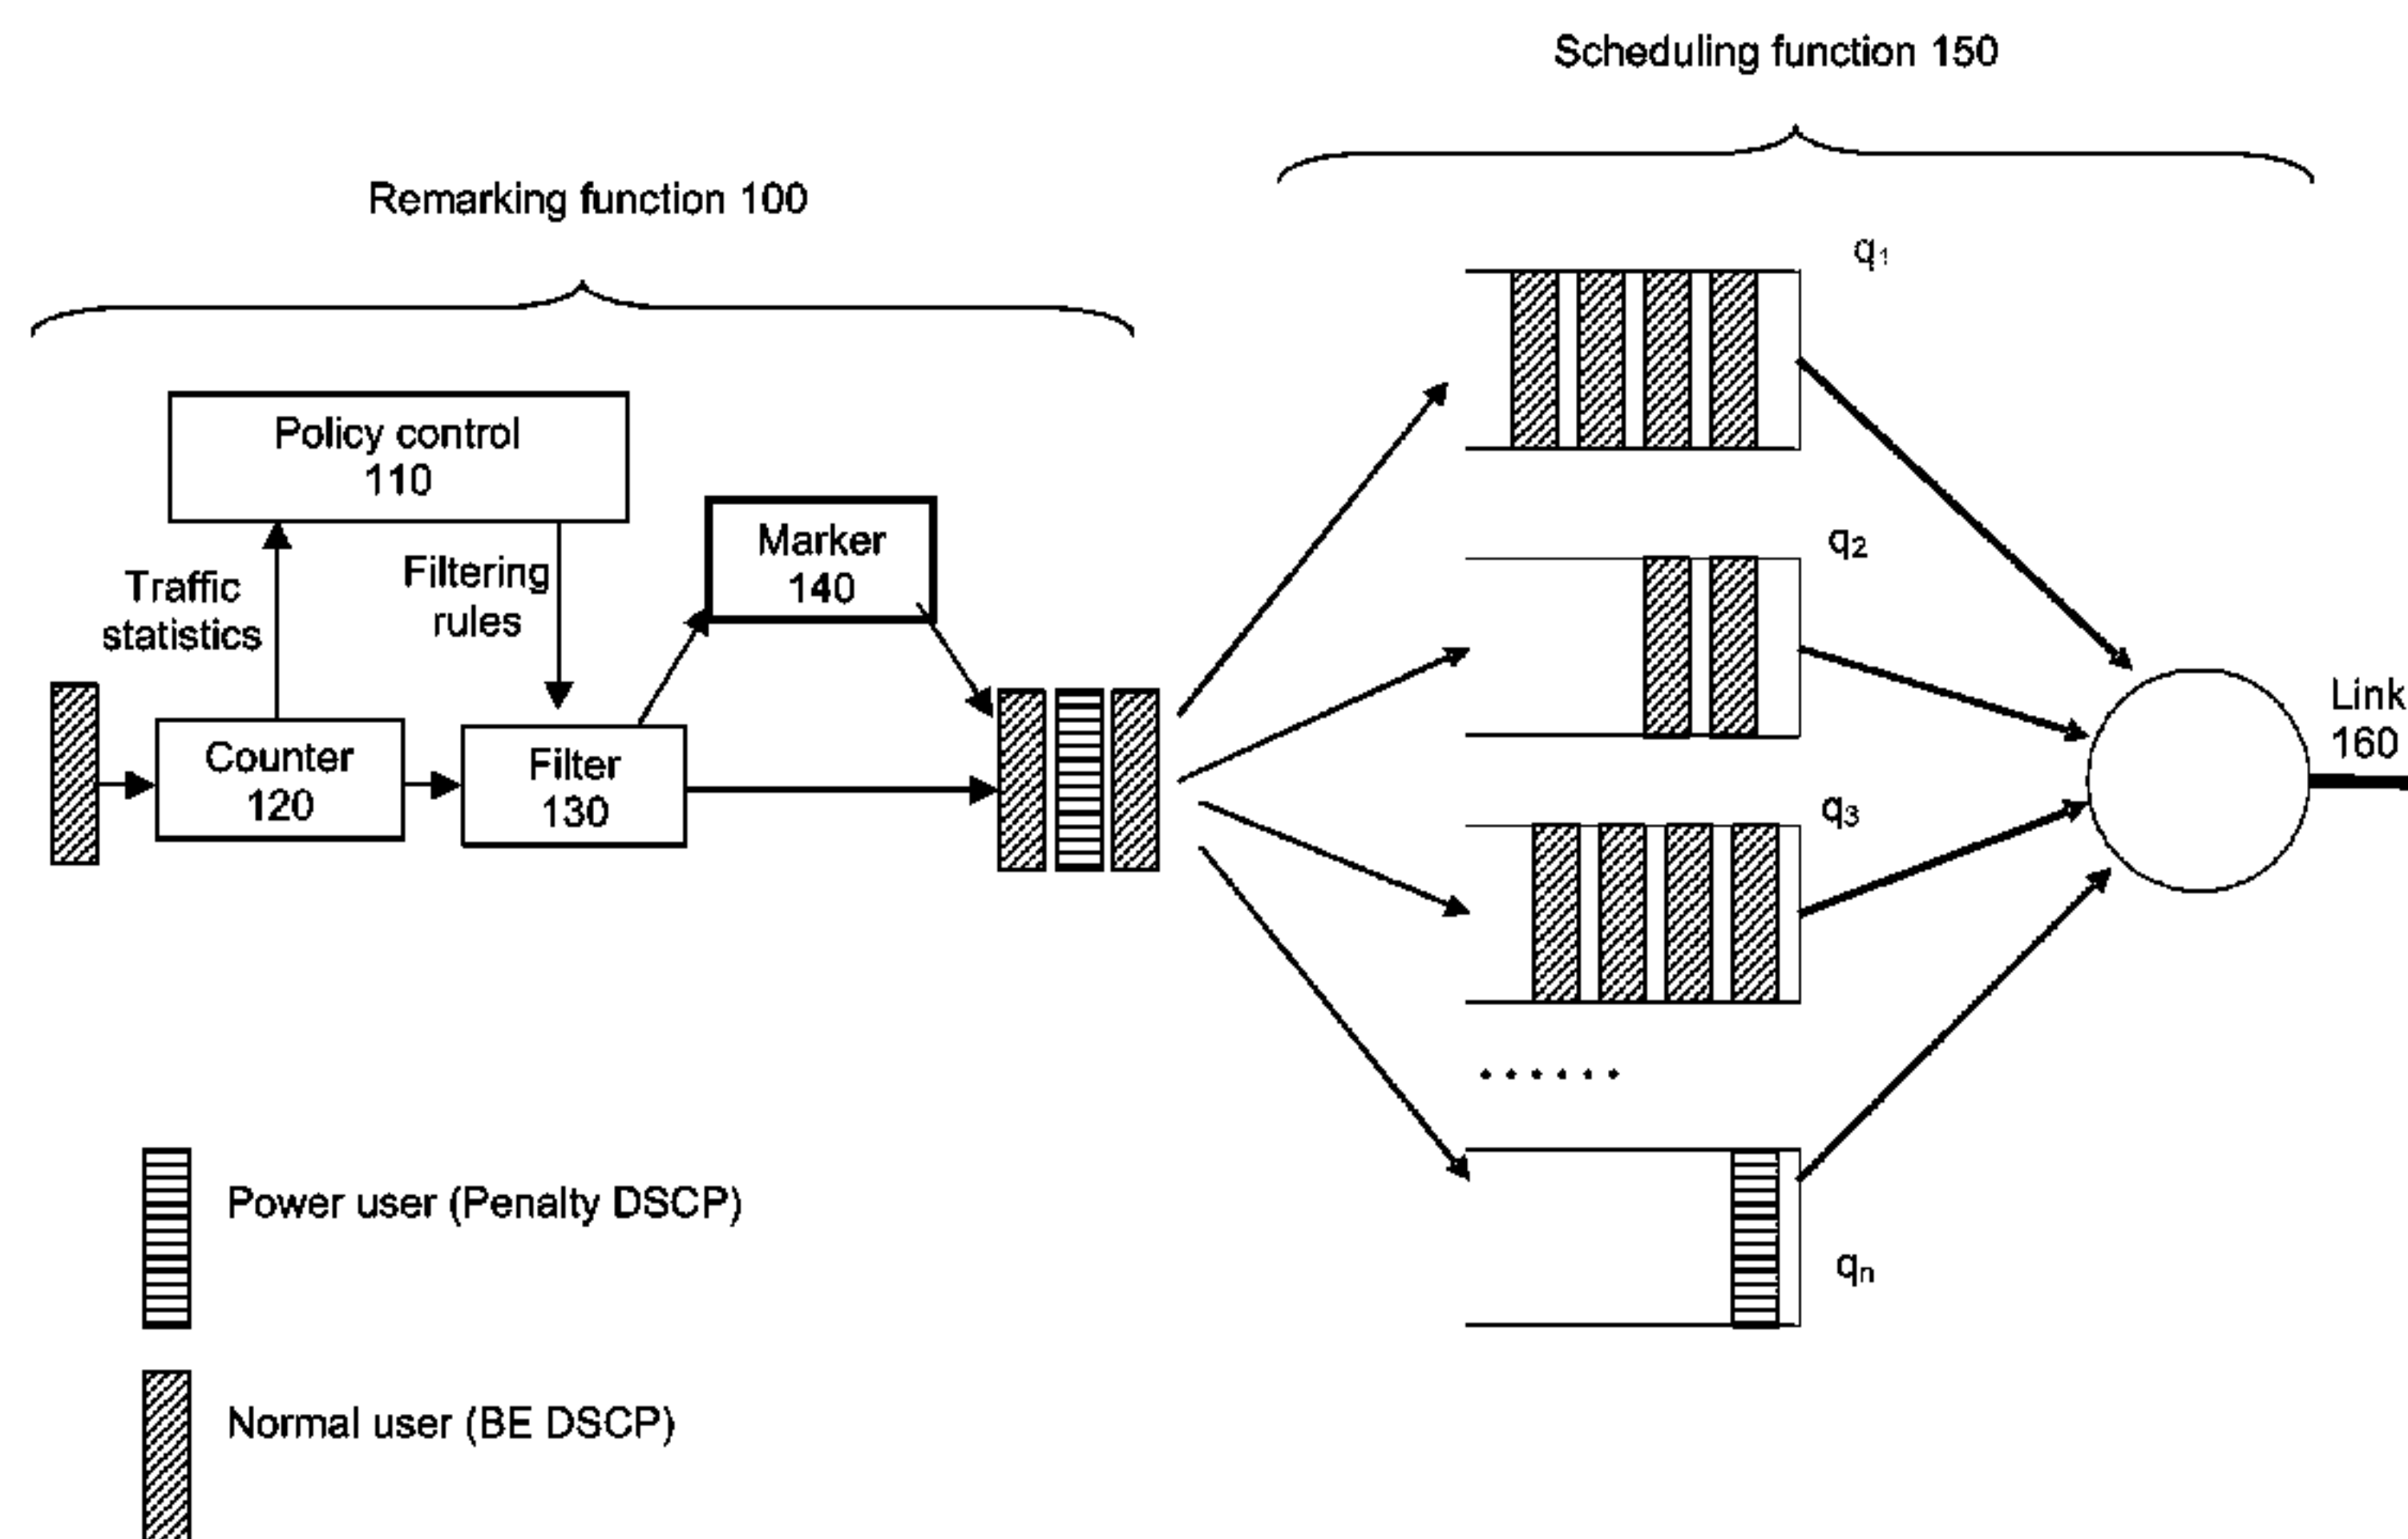 Scheduling function 150
Remarking function 100
q₁
Policy control
110
Marker
140
q₂
Traffic
statistics
Filtering
rules
Counter
120
Filter
130
q₃
Link
160
......
Power user (Penalty DSCP)
qₙ
Normal user (BE DSCP)